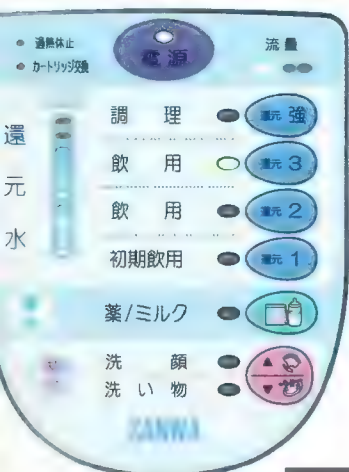 過熱休止
カートリッジ交換
電源
流量
還元水
調理
還元 強
飲用
還元 3
飲用
還元 2
初期飲用
還元 1
薬/ミルク
洗顔
洗い物